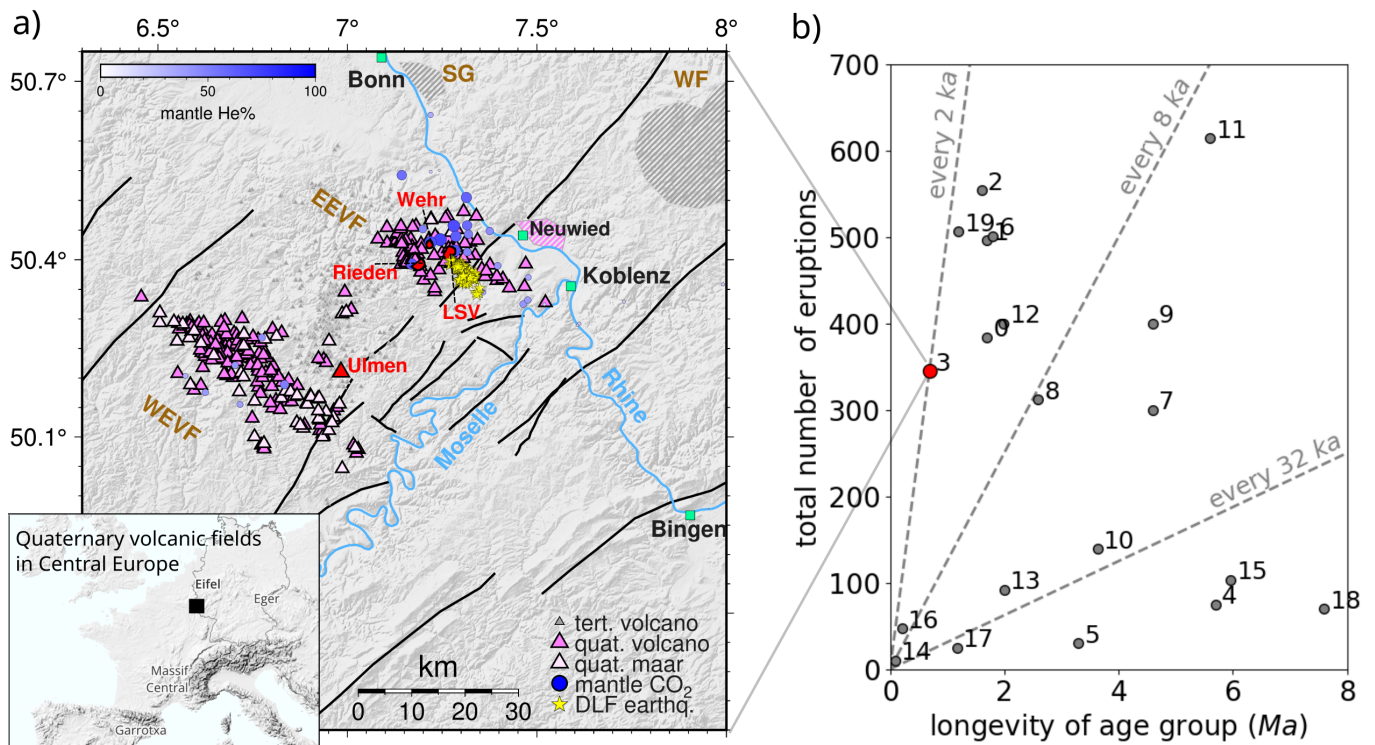 a)
6.5° 7° 7.5° 8°
50.7°
50.4°
50.1°
0 50 100
mantle He%
Bonn
SG
WF
EEVF
Wehr
Neuwied
Rieden
Koblenz
LSV
Ulmen
WEVF
Rhine
Moselle
Bingen
Quaternary volcanic fields
in Central Europe
Eifel
Eger
Massif
Central
Garrotxa
tert. volcano
quat. volcano
quat. maar
mantle CO₂
DLF earthq.
km
0 10 20 30
b)
total number of eruptions
700
600
500
400
300
200
100
0
every 2 ka
every 8 ka
every 32 ka
11
2
19
1
6
12
0
9
3
8
7
10
13
15
4
18
16
5
17
14
0 2 4 6 8
longevity of age group (Ma)